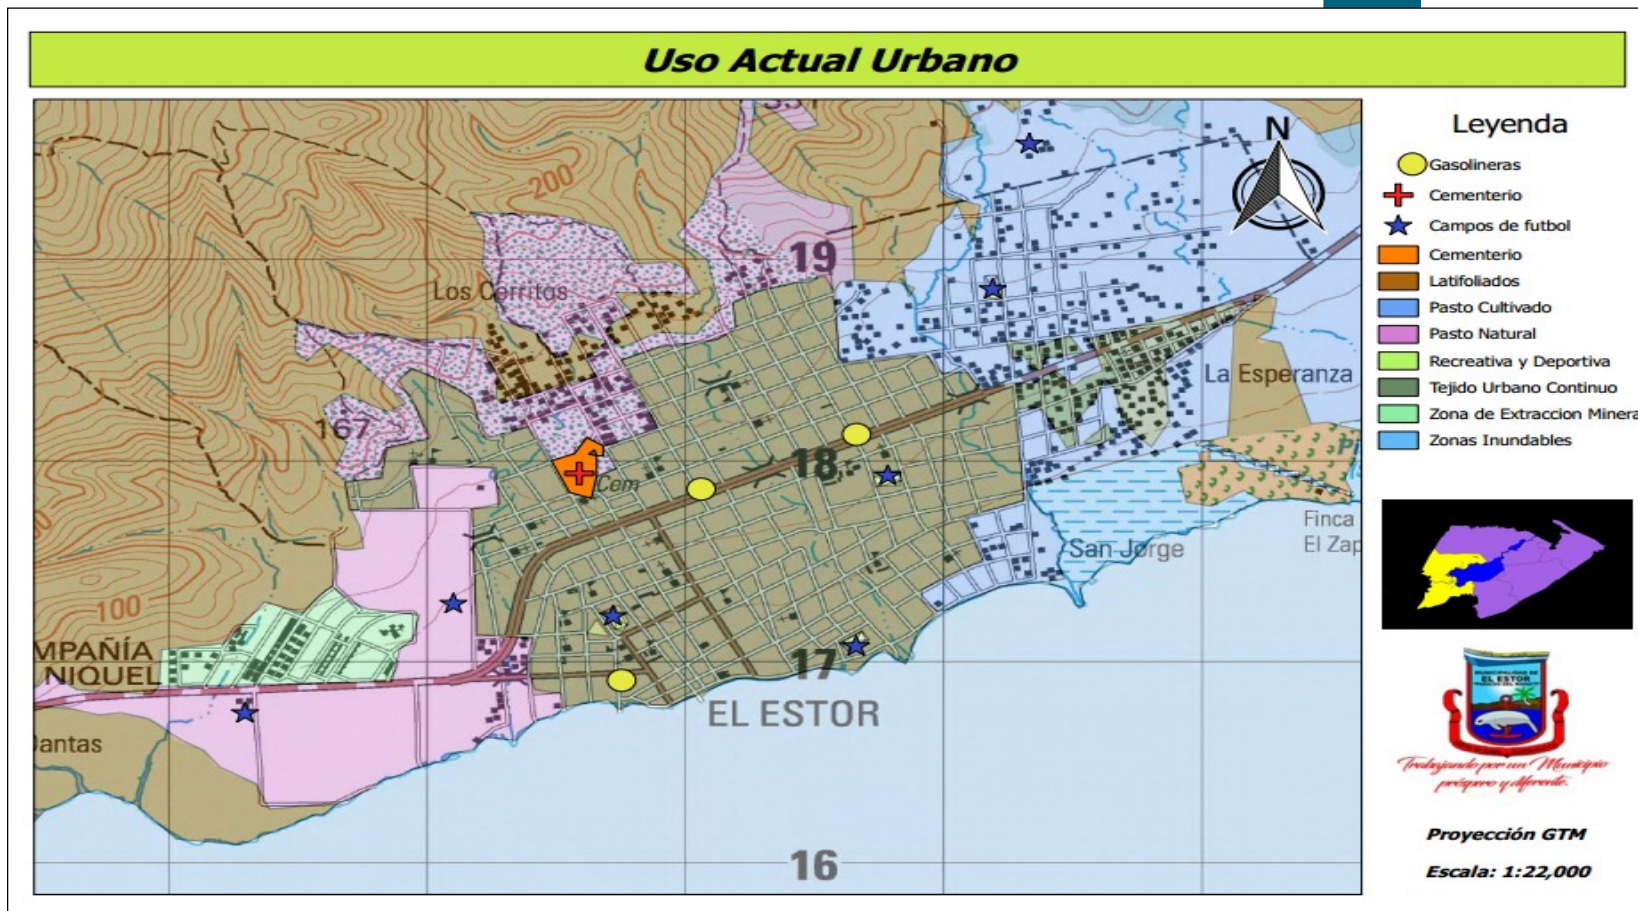 Uso Actual Urbano
Leyenda
Gasolineras
Cementerio
Campos de futbol
Cementerio
Latifoliados
Pasto Cultivado
Pasto Natural
Recreativa y Deportiva
Tejido Urbano Continuo
Zona de Extraccion Minera
Zonas Inundables
N
200
19
Los Cerritos
La Esperanza
167
18
Cem
Finca
El Zap
San Jorge
100
MPAÑÍA
NIQUEL
17
EL ESTOR
Dantas
16
MUNICIPALIDAD DE
EL ESTOR
Trabajando por un Municipio
próspero y diferente.
Proyección GTM
Escala: 1:22,000